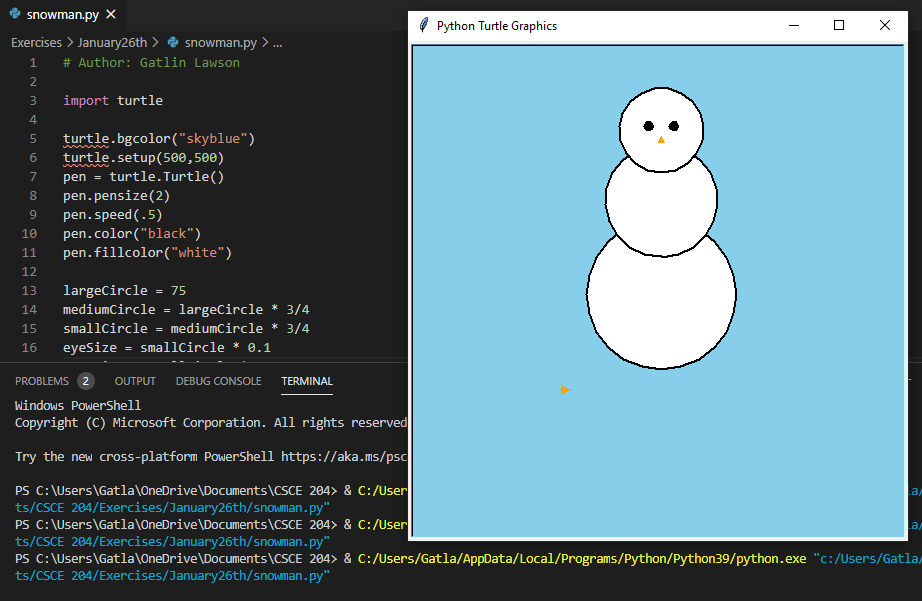 snowman.py
Python Turtle Graphics
Exercises > January26th > snowman.py > ...
1 # Author: Gatlin Lawson
2
3 import turtle
4
5 turtle.bgcolor("skyblue")
6 turtle.setup(500,500)
7 pen = turtle.Turtle()
8 pen.pensize(2)
9 pen.speed(.5)
10 pen.color("black")
11 pen.fillcolor("white")
12
13 largeCircle = 75
14 mediumCircle = largeCircle * 3/4
15 smallCircle = mediumCircle * 3/4
16 eyeSize = smallCircle * 0.1
PROBLEMS 2 OUTPUT DEBUG CONSOLE TERMINAL
Windows PowerShell
Copyright (C) Microsoft Corporation. All rights reserved
Try the new cross-platform PowerShell https://aka.ms/psc
PS C:\Users\Gatla\OneDrive\Documents\CSCE 204> & C:/User
ts/CSCE 204/Exercises/January26th/snowman.py"
PS C:\Users\Gatla\OneDrive\Documents\CSCE 204> & C:/User
ts/CSCE 204/Exercises/January26th/snowman.py"
PS C:\Users\Gatla\OneDrive\Documents\CSCE 204> & C:/Users/Gatla/AppData/Local/Programs/Python/Python39/python.exe "c:/Users/Gatla/
ts/CSCE 204/Exercises/January26th/snowman.py"